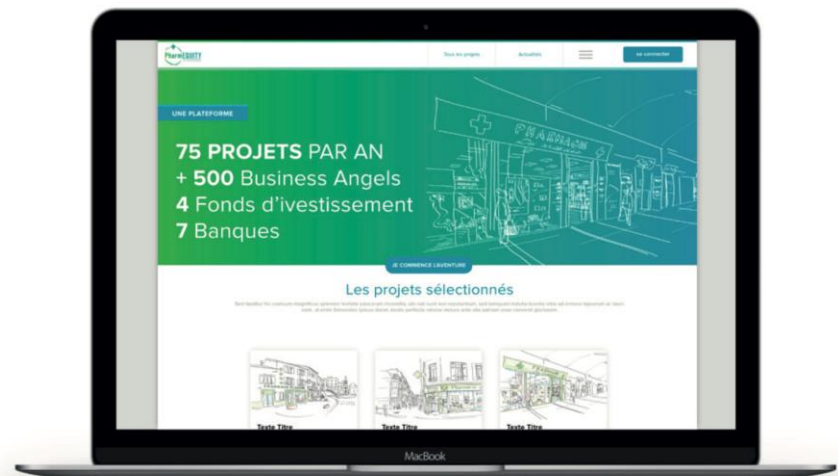 PharmEQUITY
Tous les projets
Actualités
se connecter
UNE PLATEFORME
75 PROJETS PAR AN
+ 500 Business Angels
4 Fonds d'ivestissement
7 Banques
PHARMACIE
JE COMMENCE L'AVENTURE
Les projets sélectionnés
Texte Titre
Texte Titre
Texte Titre
MacBook